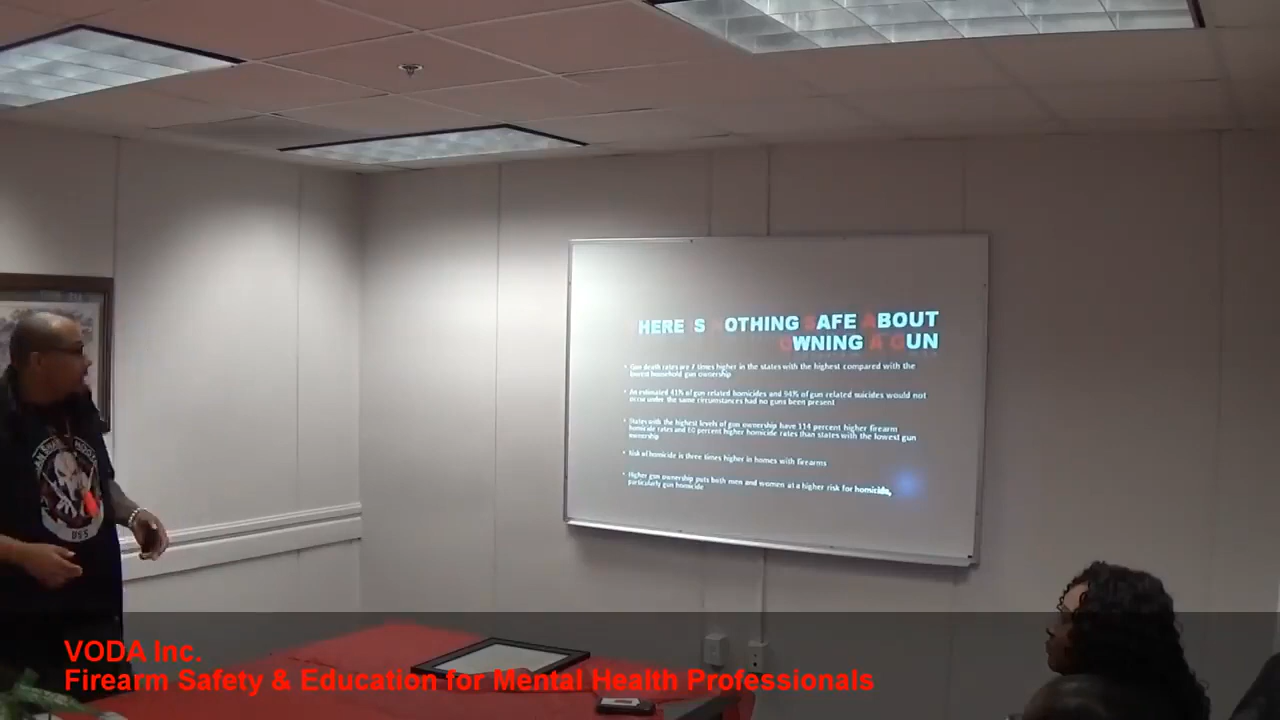 HERE S NOTHING SAFE ABOUT
OWNING A GUN
Gun death rates are 7 times higher in the states with the highest compared with the
lowest household gun ownership
An estimated 41% of gun related homicides and 94% of gun related suicides would not
occur under the same circumstances had no guns been present
States with the highest levels of gun ownership have 114 percent higher firearm
homicide rates and 60 percent higher homicide rates than states with the lowest gun
ownership
Risk of homicide is three times higher in homes with firearms
Higher gun ownership puts both men and women at a higher risk for homicide,
particularly gun homicide
VODA Inc.
Firearm Safety & Education for Mental Health Professionals